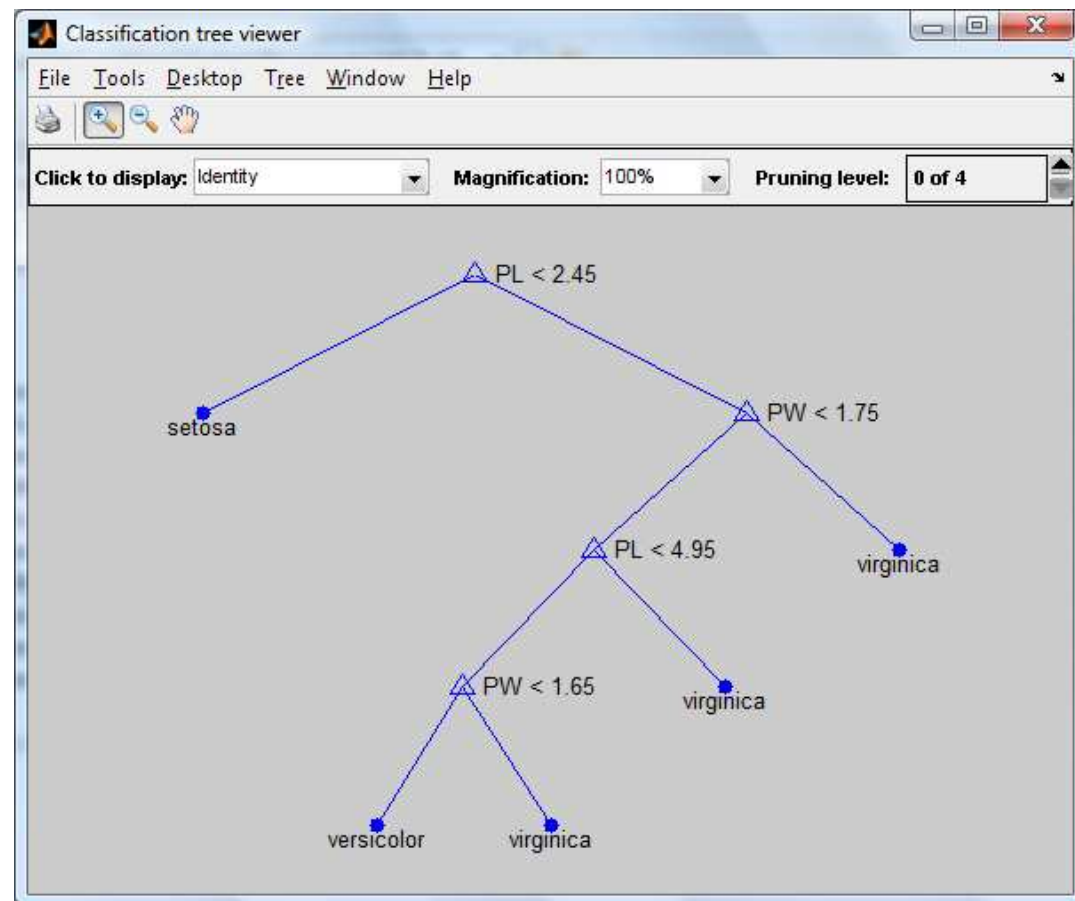 Classification tree viewer
File Tools Desktop Tree Window Help
Click to display: Identity Magnification: 100% Pruning level: 0 of 4
PL < 2.45
setosa
PW < 1.75
PL < 4.95
virginica
PW < 1.65
virginica
versicolor
virginica